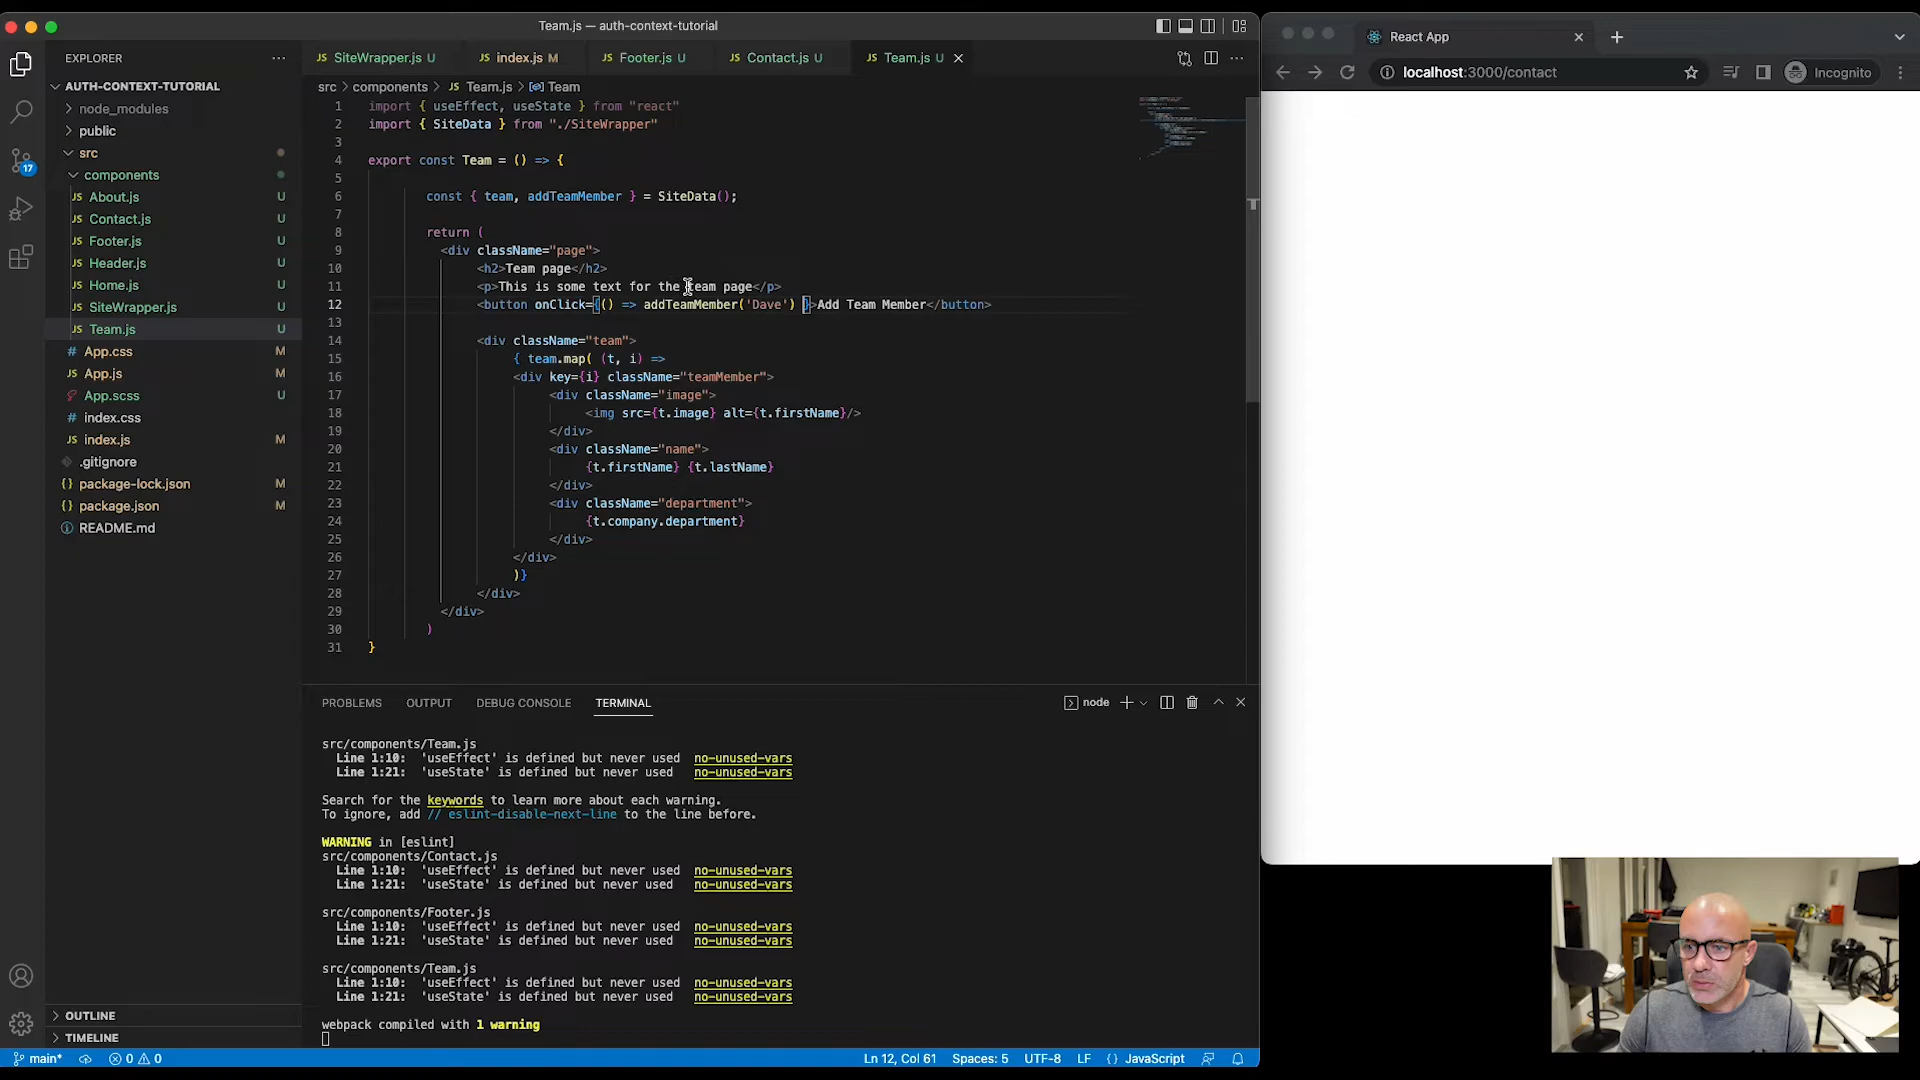 Team.js — auth-context-tutorial
EXPLORER
AUTH-CONTEXT-TUTORIAL
node_modules
public
src
components
JS About.js U
JS Contact.js U
JS Footer.js U
JS Header.js U
JS Home.js U
JS SiteWrapper.js U
JS Team.js U
# App.css M
JS App.js M
App.scss U
# index.css
JS index.js M
.gitignore
{} package-lock.json M
{} package.json M
README.md
OUTLINE
TIMELINE
17
JS SiteWrapper.js U
JS index.js M
JS Footer.js U
JS Contact.js U
JS Team.js U
src > components > JS Team.js > Team
1 import { useEffect, useState } from "react"
2 import { SiteData } from "./SiteWrapper"
3
4 export const Team = () => {
5
6 const { team, addTeamMember } = SiteData();
7
8 return (
9 <div className="page">
10 <h2>Team page</h2>
11 <p>This is some text for the team page</p>
12 <button onClick={() => addTeamMember('Dave') }>Add Team Member</button>
13
14 <div className="team">
15 { team.map( (t, i) =>
16 <div key={i} className="teamMember">
17 <div className="image">
18 <img src={t.image} alt={t.firstName}/>
19 </div>
20 <div className="name">
21 {t.firstName} {t.lastName}
22 </div>
23 <div className="department">
24 {t.company.department}
25 </div>
26 </div>
27 )}
28 </div>
29 </div>
30 )
31 }
PROBLEMS OUTPUT DEBUG CONSOLE TERMINAL
node
src/components/Team.js
Line 1:10: 'useEffect' is defined but never used no-unused-vars
Line 1:21: 'useState' is defined but never used no-unused-vars
Search for the keywords to learn more about each warning.
To ignore, add // eslint-disable-next-line to the line before.
WARNING in [eslint]
src/components/Contact.js
Line 1:10: 'useEffect' is defined but never used no-unused-vars
Line 1:21: 'useState' is defined but never used no-unused-vars
src/components/Footer.js
Line 1:10: 'useEffect' is defined but never used no-unused-vars
Line 1:21: 'useState' is defined but never used no-unused-vars
src/components/Team.js
Line 1:10: 'useEffect' is defined but never used no-unused-vars
Line 1:21: 'useState' is defined but never used no-unused-vars
webpack compiled with 1 warning
main* 0 0
Ln 12, Col 61 Spaces: 5 UTF-8 LF {} JavaScript
React App
localhost:3000/contact
Incognito